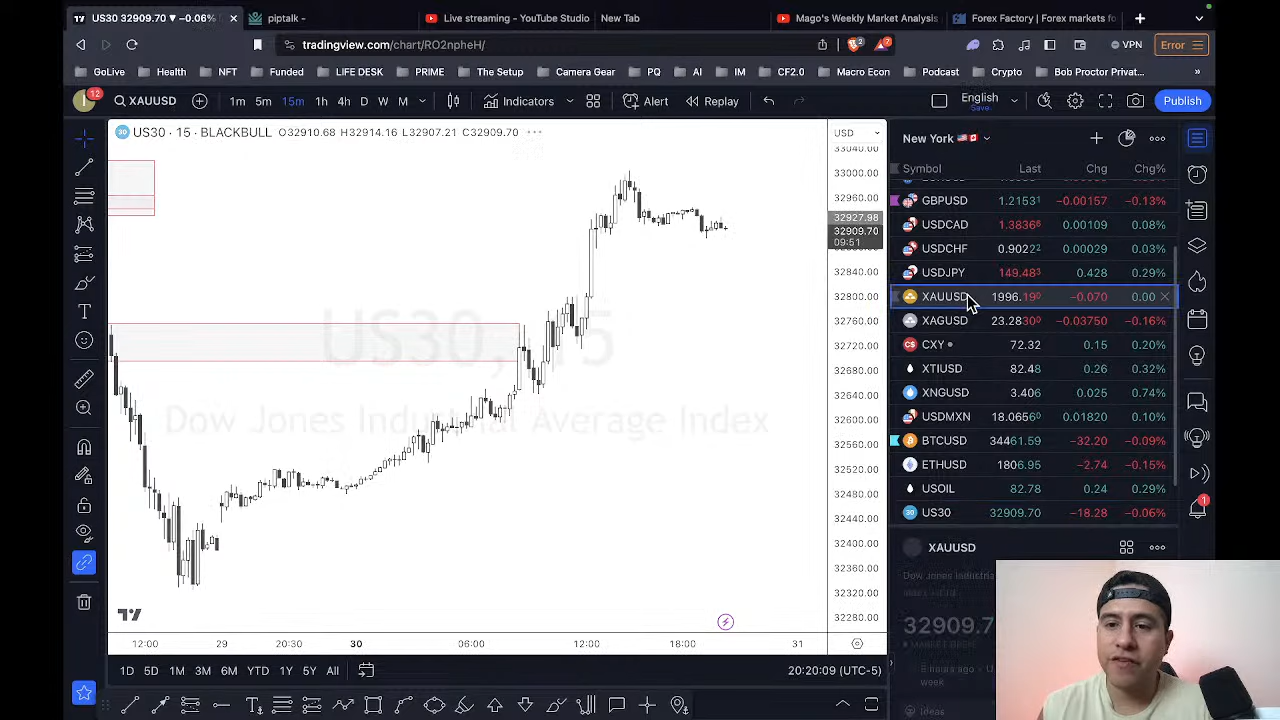 US30 32909.70 ▼ −0.06%
piptalk -
Live streaming - YouTube Studio
New Tab
Mago's Weekly Market Analysis
Forex Factory | Forex markets fo
tradingview.com/chart/RO2npheH/
2
7
VPN
Error
GoLive
Health
NFT
Funded
LIFE DESK
PRIME
The Setup
Camera Gear
PQ
AI
IM
CF2.0
Macro Econ
Podcast
Crypto
Bob Proctor Privat...
»
12
XAUUSD
1m 5m 15m 1h 4h D W M
Indicators
Alert
Replay
English
Save
Publish
US30 · 15 · BLACKBULL O32910.68 H32914.16 L32907.21 C32909.70
USD
New York
Symbol Last Chg Chg%
GBPUSD 1.21531 −0.00157 −0.13%
USDCAD 1.38368 0.00109 0.08%
USDCHF 0.90222 0.00029 0.03%
USDJPY 149.483 0.428 0.29%
XAUUSD 1996.190 −0.070 0.00
XAGUSD 23.28300 −0.03750 −0.16%
CXY 72.32 0.15 0.20%
XTIUSD 82.48 0.26 0.32%
XNGUSD 3.406 0.025 0.74%
USDMXN 18.06560 0.01820 0.10%
BTCUSD 34461.59 −32.20 −0.09%
ETHUSD 1806.95 −2.74 −0.15%
USOIL 82.78 0.24 0.29%
US30 32909.70 −18.28 −0.06%
33040.00
33000.00
32960.00
32927.98
32909.70
09:51
32840.00
32800.00
32760.00
32720.00
32680.00
32640.00
32600.00
32560.00
32520.00
32480.00
32440.00
32400.00
32360.00
32320.00
32280.00
US30, 15
Dow Jones Industrial Average Index
12:00 29 20:30 30 06:00 12:00 18:00 31
1D 5D 1M 3M 6M YTD 1Y 5Y All
20:20:09 (UTC-5)
1
XAUUSD
Dow Jones Industria
32909.7
hours ago
week
Ideas